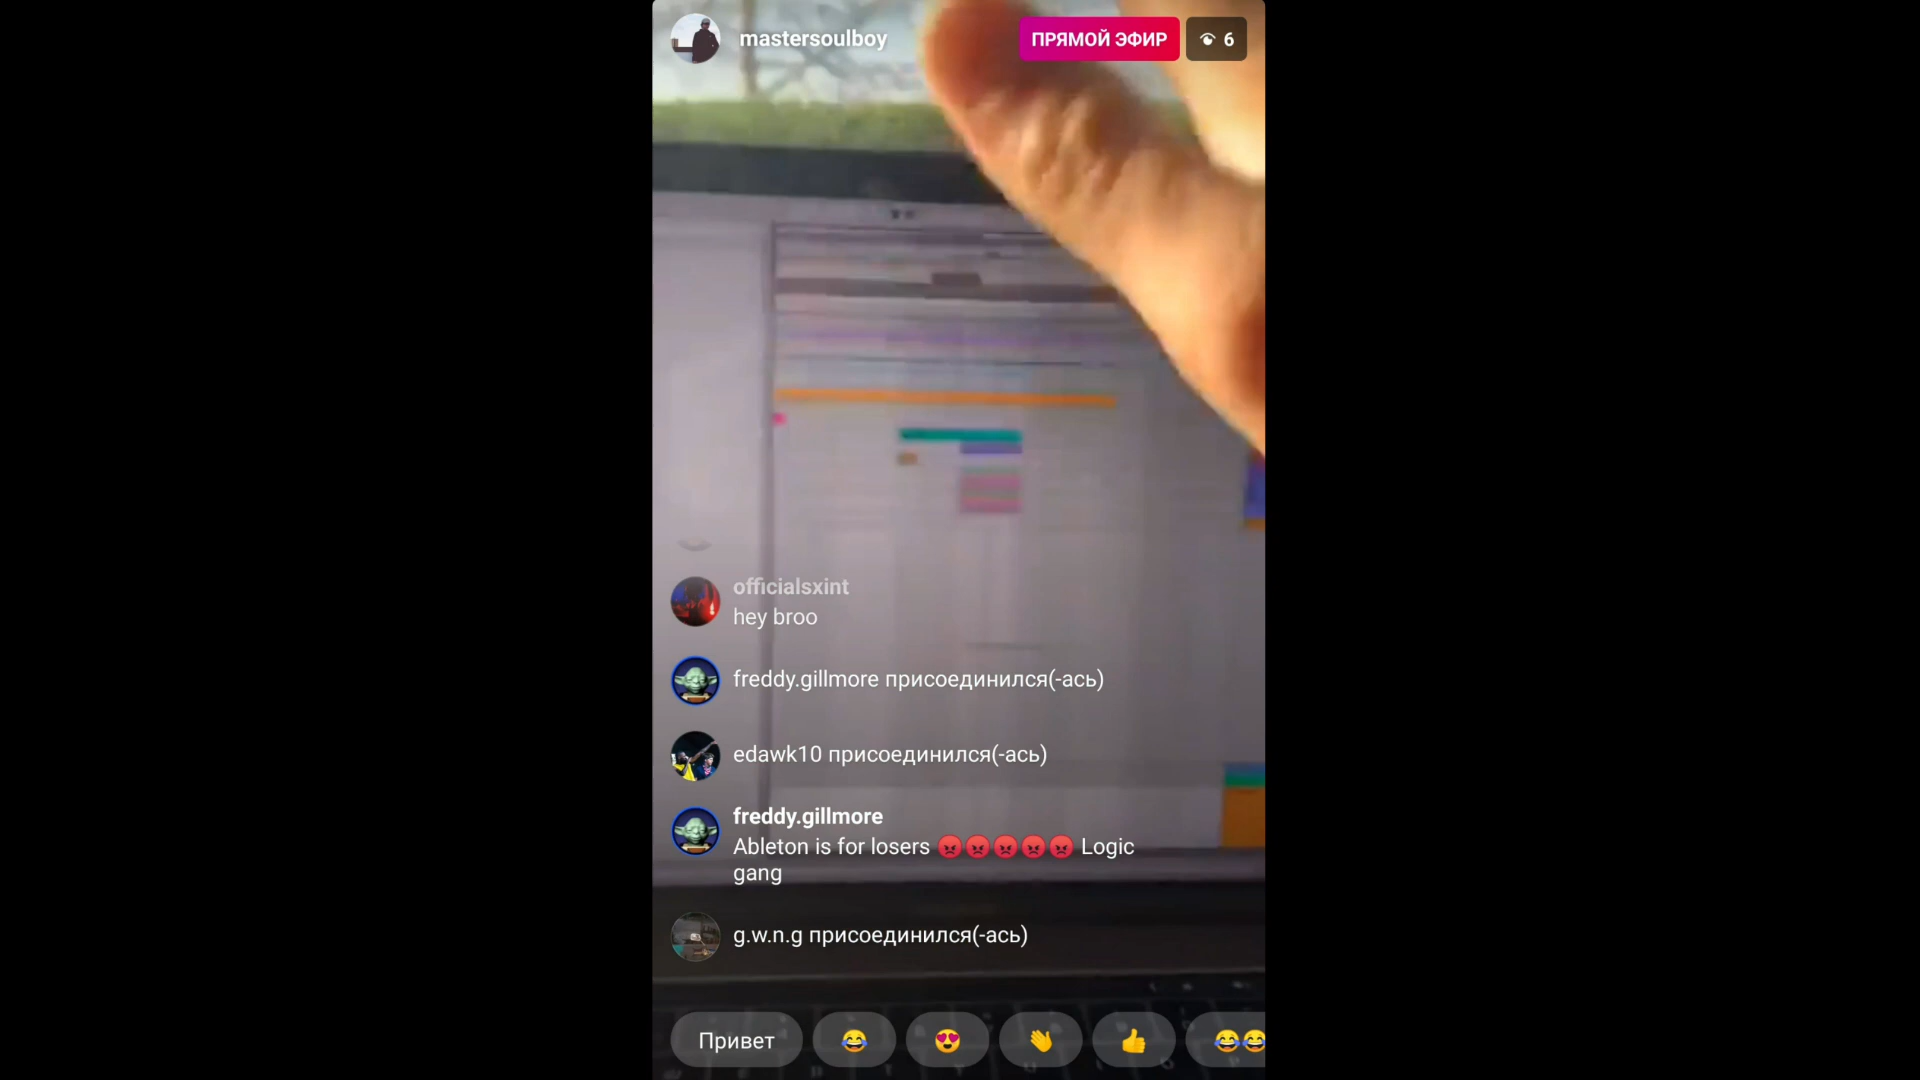 mastersoulboy
ПРЯМОЙ ЭФИР
6
officialsxint
hey broo
freddy.gillmore присоединился(-ась)
edawk10 присоединился(-ась)
freddy.gillmore
Ableton is for losers 😡😡😡😡😡 Logic
gang
g.w.n.g присоединился(-ась)
Привет 😂 😍 👋 👍 😂😂